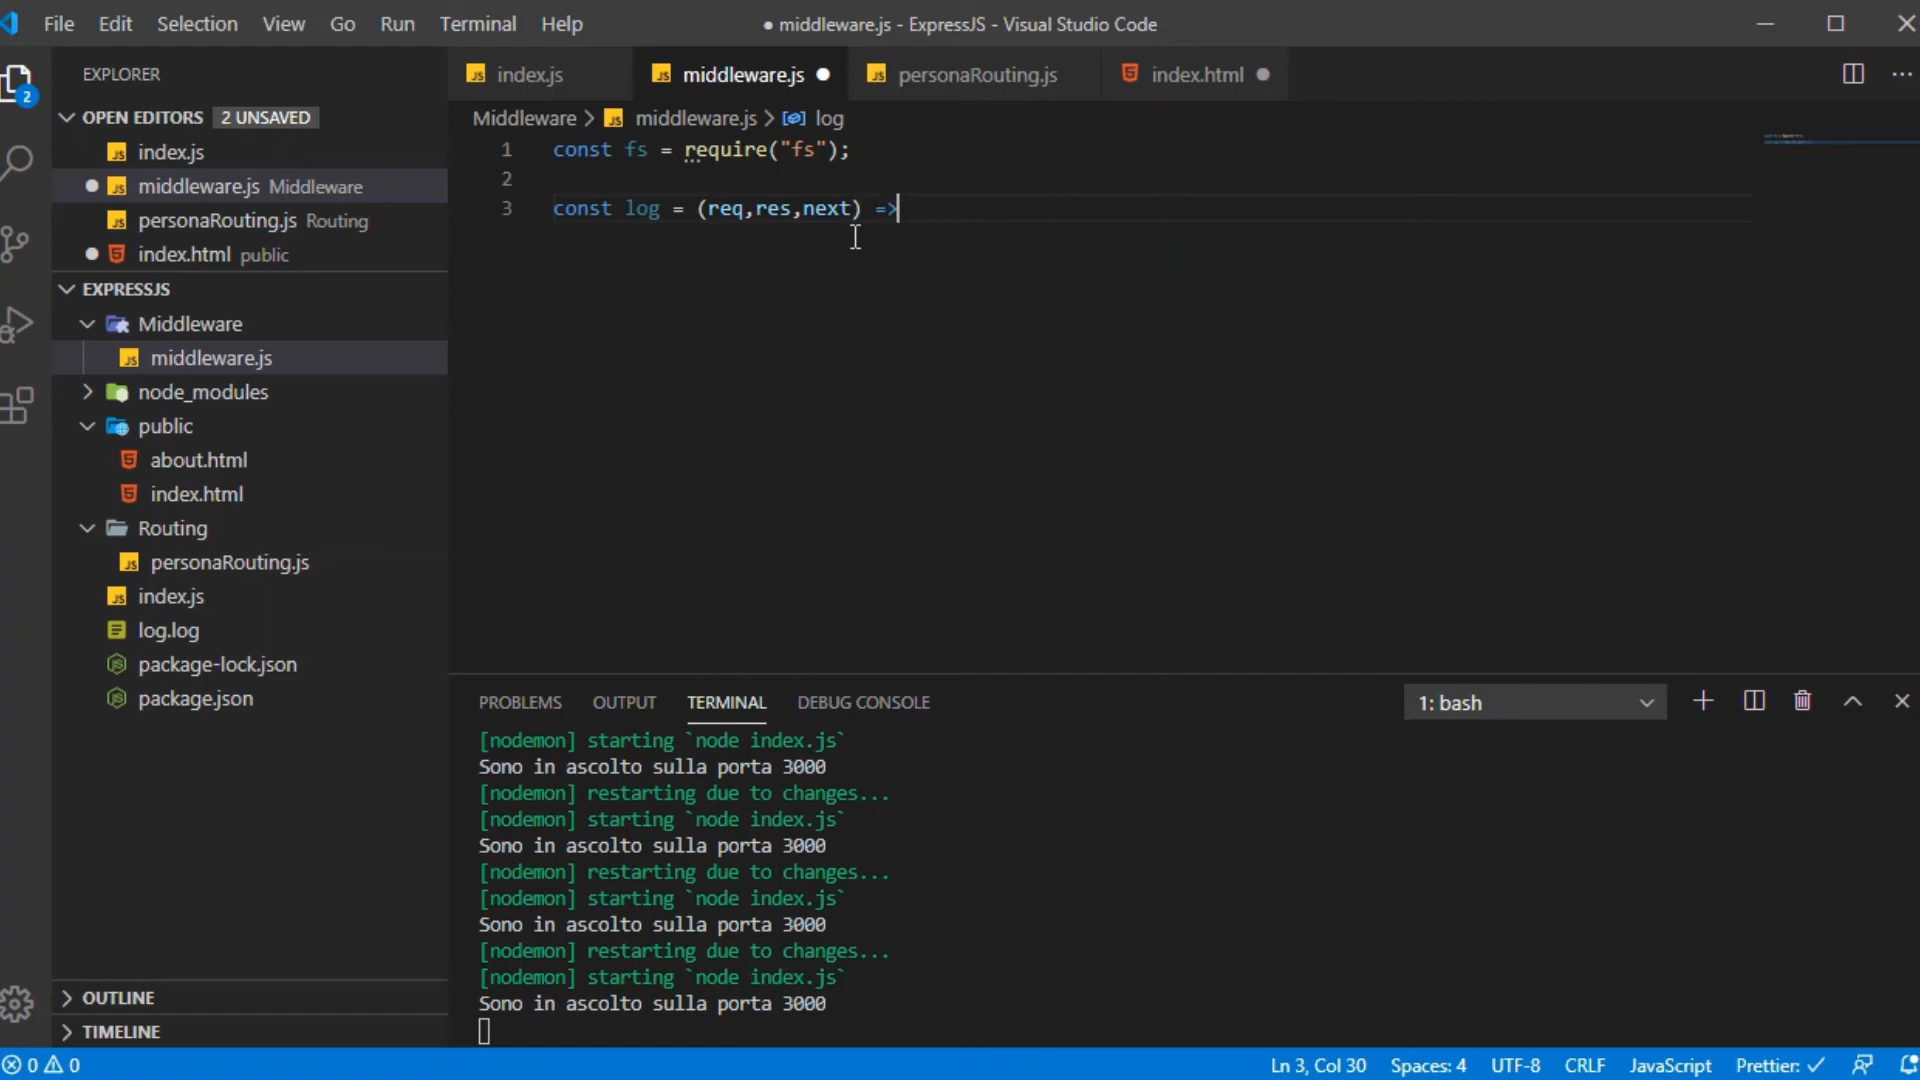 File Edit Selection View Go Run Terminal Help
● middleware.js - ExpressJS - Visual Studio Code
2
EXPLORER
OPEN EDITORS 2 UNSAVED
index.js
middleware.js Middleware
personaRouting.js Routing
index.html public
EXPRESSJS
Middleware
middleware.js
node_modules
public
about.html
index.html
Routing
personaRouting.js
index.js
log.log
package-lock.json
package.json
OUTLINE
TIMELINE
index.js middleware.js personaRouting.js index.html
Middleware > middleware.js > log
1 const fs = require("fs");
2
3 const log = (req,res,next) =>
PROBLEMS OUTPUT TERMINAL DEBUG CONSOLE
1: bash
[nodemon] starting `node index.js`
Sono in ascolto sulla porta 3000
[nodemon] restarting due to changes...
[nodemon] starting `node index.js`
Sono in ascolto sulla porta 3000
[nodemon] restarting due to changes...
[nodemon] starting `node index.js`
Sono in ascolto sulla porta 3000
[nodemon] restarting due to changes...
[nodemon] starting `node index.js`
Sono in ascolto sulla porta 3000
0 0
Ln 3, Col 30 Spaces: 4 UTF-8 CRLF JavaScript Prettier: ✓